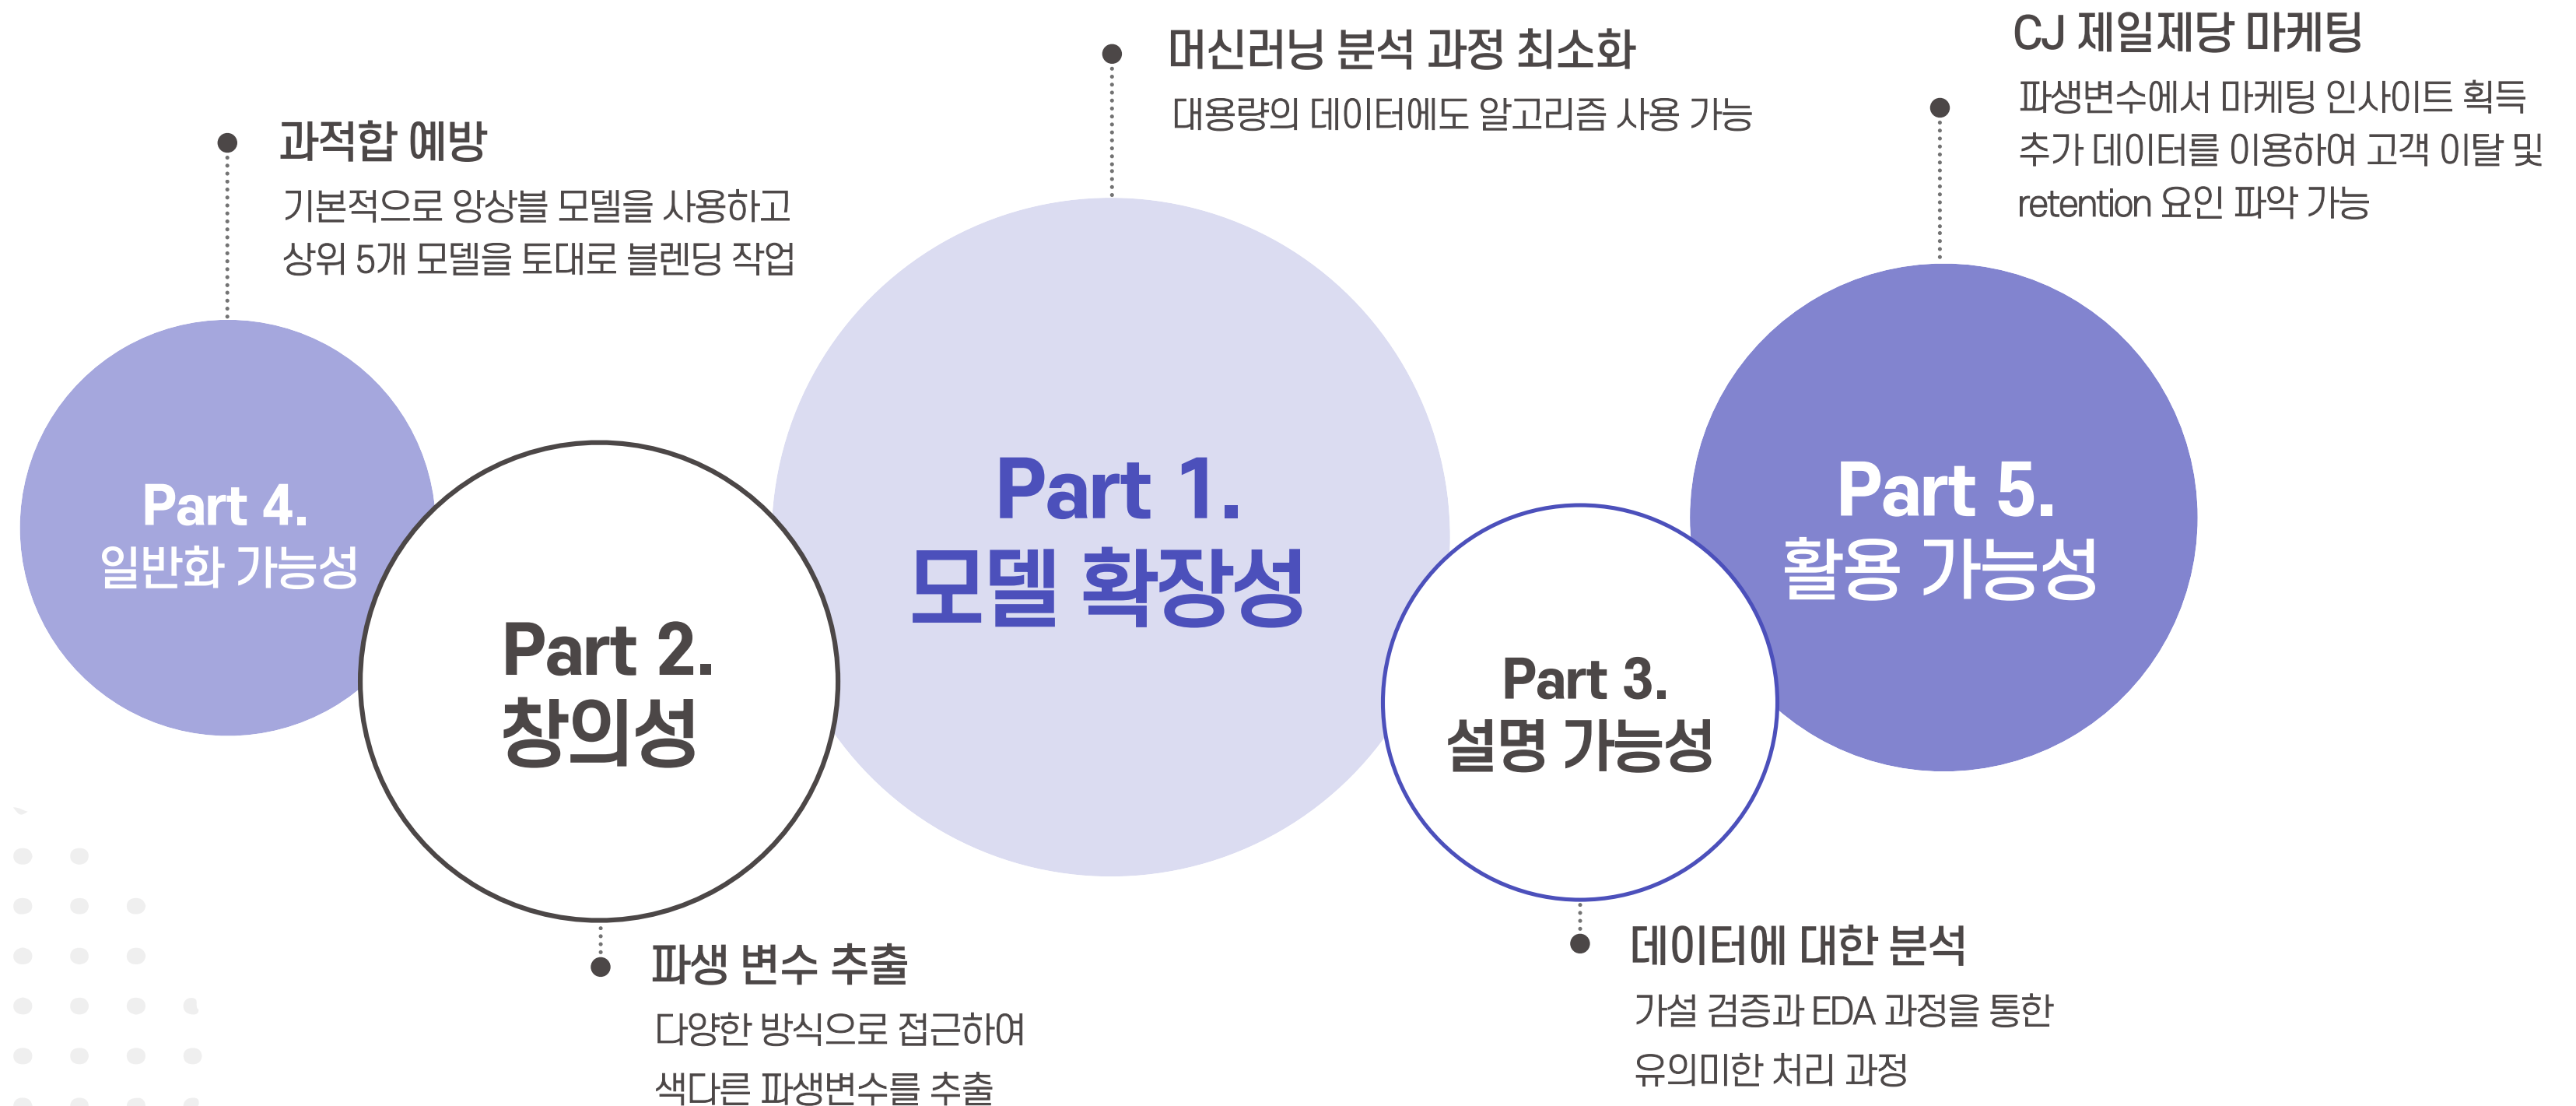 과적합 예방
기본적으로 앙상블 모델을 사용하고
상위 5개 모델을 토대로 블렌딩 작업
Part 4.
일반화 가능성
Part 2.
창의성
파생 변수 추출
다양한 방식으로 접근하여
색다른 파생변수를 추출
머신러닝 분석 과정 최소화
대용량의 데이터에도 알고리즘 사용 가능
Part 1.
모델 확장성
Part 3.
설명 가능성
데이터에 대한 분석
가설 검증과 EDA 과정을 통한
유의미한 처리 과정
CJ 제일제당 마케팅
파생변수에서 마케팅 인사이트 획득
추가 데이터를 이용하여 고객 이탈 및
retention 요인 파악 가능
Part 5.
활용 가능성